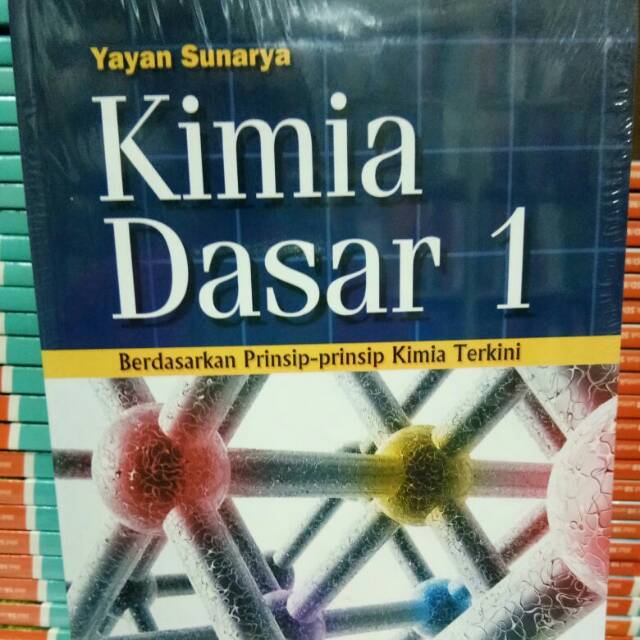 Yayan Sunarya
Kimia
Dasar 1
Berdasarkan Prinsip-prinsip Kimia Terkini